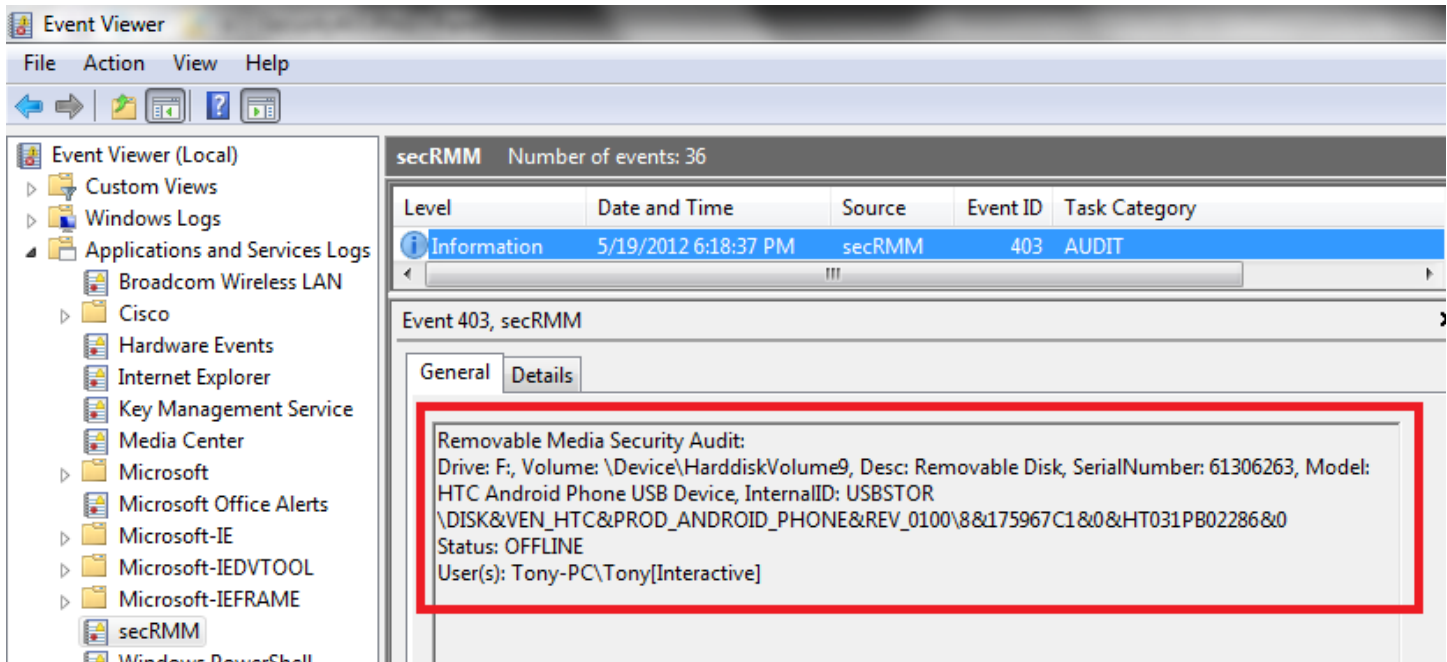 Event Viewer
File Action View Help
Event Viewer (Local)
Custom Views
Windows Logs
Applications and Services Logs
Broadcom Wireless LAN
Cisco
Hardware Events
Internet Explorer
Key Management Service
Media Center
Microsoft
Microsoft Office Alerts
Microsoft-IE
Microsoft-IEDVTOOL
Microsoft-IEFRAME
secRMM
Windows PowerShell
secRMM Number of events: 36
Level Date and Time Source Event ID Task Category
Information 5/19/2012 6:18:37 PM secRMM 403 AUDIT
Event 403, secRMM
General Details
Removable Media Security Audit:
Drive: F:, Volume: \Device\HarddiskVolume9, Desc: Removable Disk, SerialNumber: 61306263, Model:
HTC Android Phone USB Device, InternalID: USBSTOR
\DISK&VEN_HTC&PROD_ANDROID_PHONE&REV_0100\8&175967C1&0&HT031PB02286&0
Status: OFFLINE
User(s): Tony-PC\Tony[Interactive]